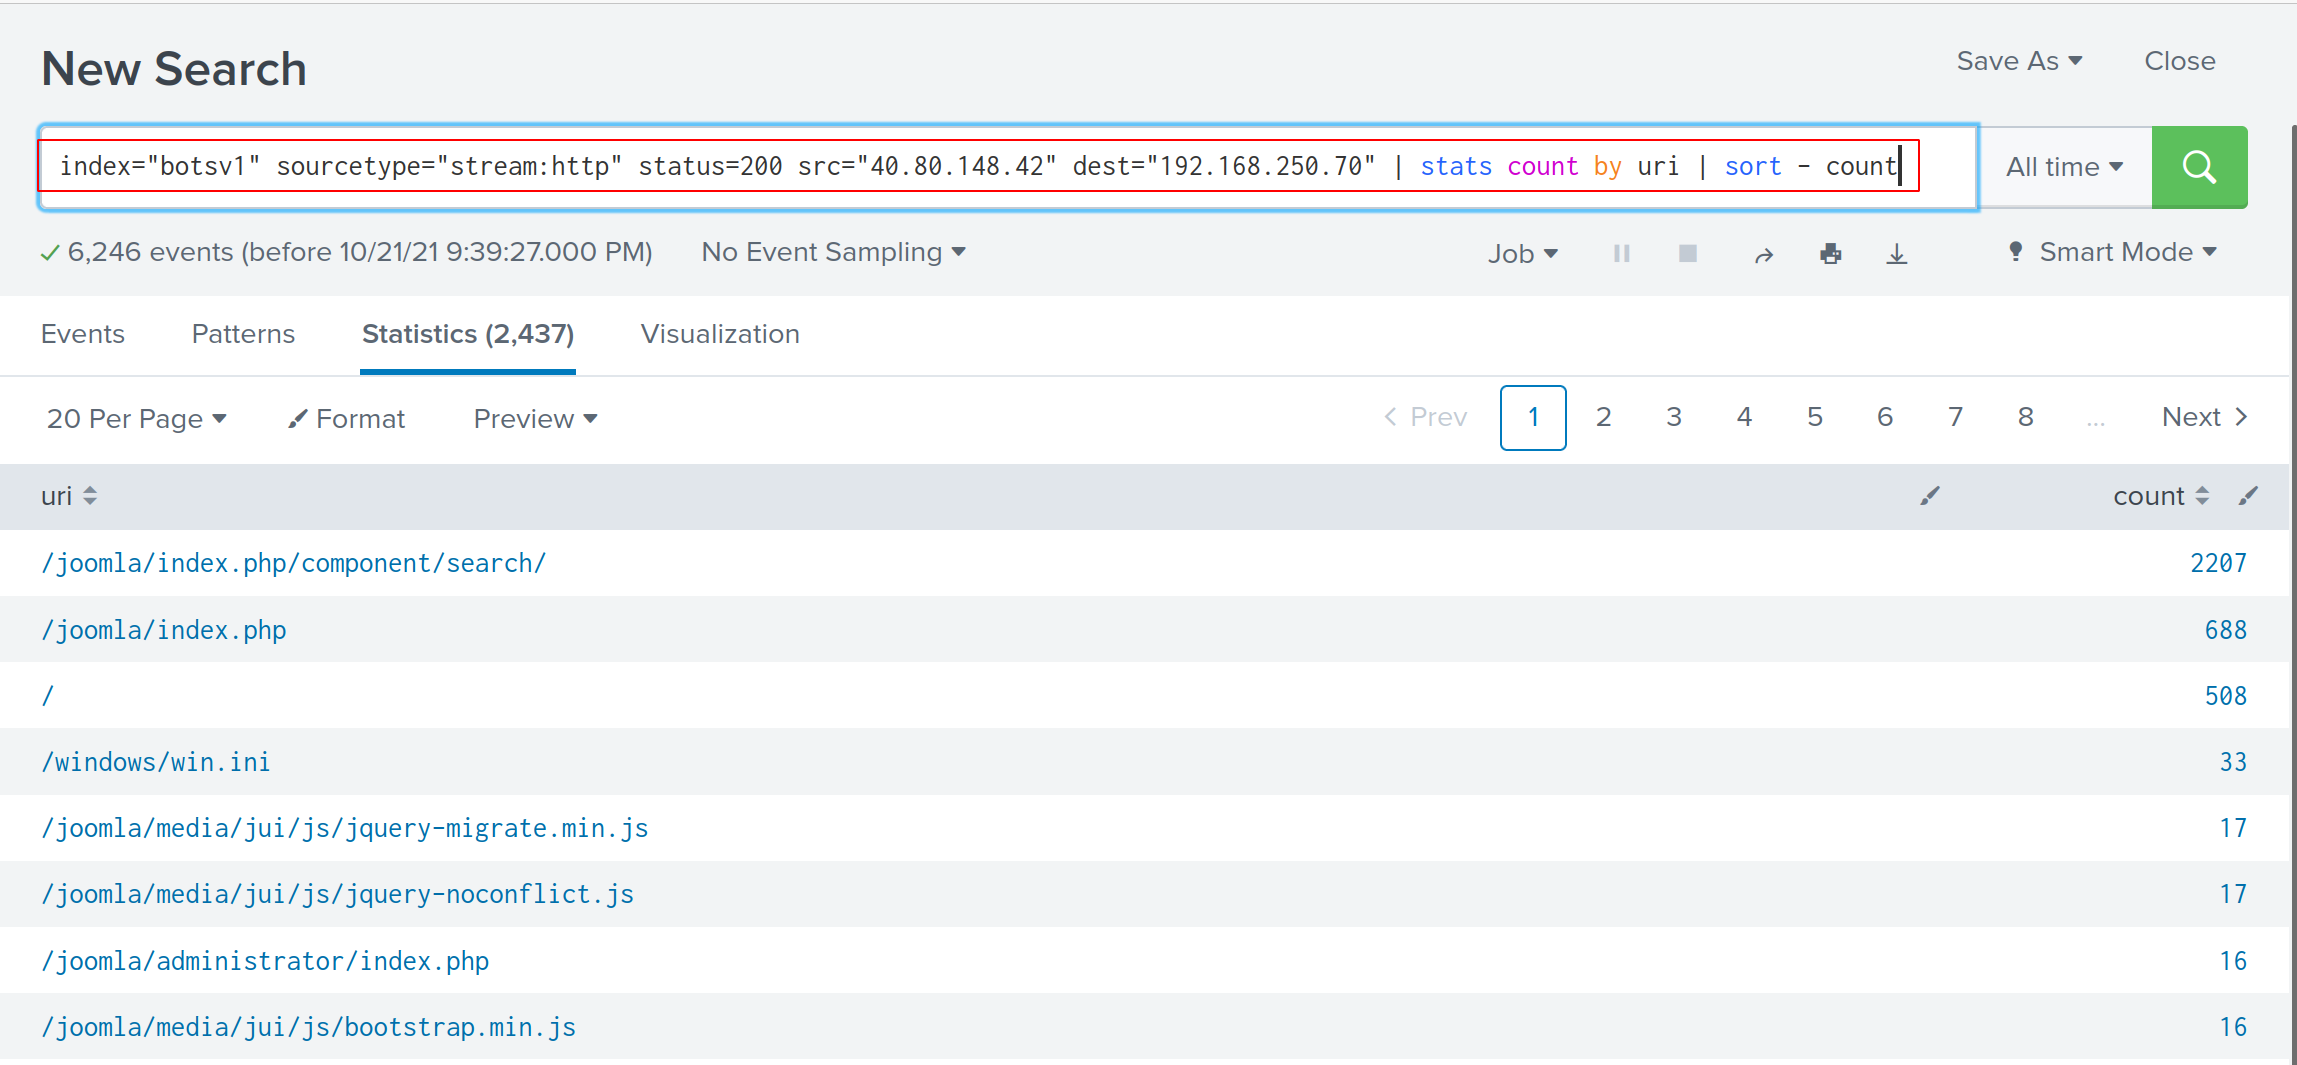 New Search
Save As
Close
index="botsv1" sourcetype="stream:http" status=200 src="40.80.148.42" dest="192.168.250.70" | stats count by uri | sort - count
All time
6,246 events (before 10/21/21 9:39:27.000 PM)
No Event Sampling
Job
Smart Mode
Events
Patterns
Statistics (2,437)
Visualization
20 Per Page
Format
Preview
Prev
1
2
3
4
5
6
7
8
...
Next
uri
count
/joomla/index.php/component/search/
2207
/joomla/index.php
688
/
508
/windows/win.ini
33
/joomla/media/jui/js/jquery-migrate.min.js
17
/joomla/media/jui/js/jquery-noconflict.js
17
/joomla/administrator/index.php
16
/joomla/media/jui/js/bootstrap.min.js
16